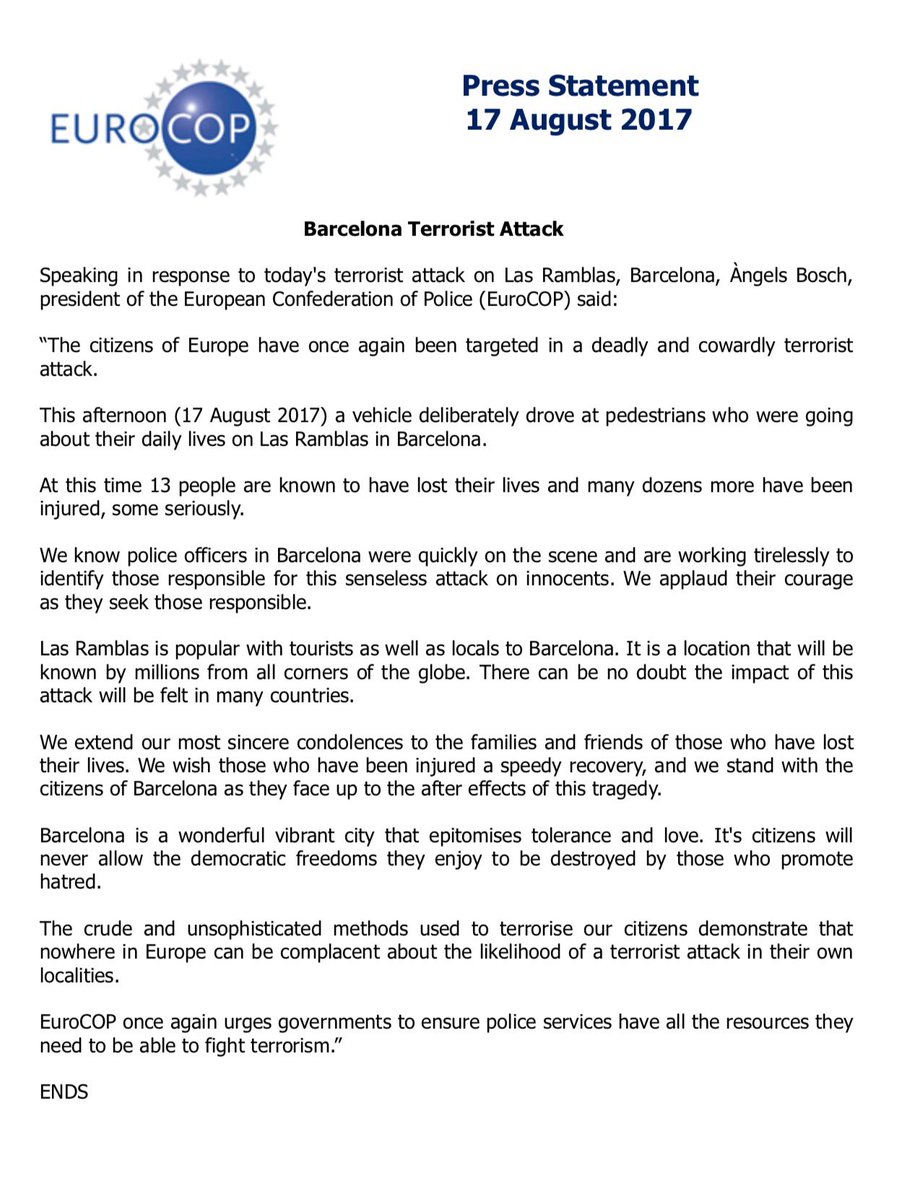 EUROCOP
Press Statement
17 August 2017
Barcelona Terrorist Attack
Speaking in response to today's terrorist attack on Las Ramblas, Barcelona, Àngels Bosch,
president of the European Confederation of Police (EuroCOP) said:
“The citizens of Europe have once again been targeted in a deadly and cowardly terrorist
attack.
This afternoon (17 August 2017) a vehicle deliberately drove at pedestrians who were going
about their daily lives on Las Ramblas in Barcelona.
At this time 13 people are known to have lost their lives and many dozens more have been
injured, some seriously.
We know police officers in Barcelona were quickly on the scene and are working tirelessly to
identify those responsible for this senseless attack on innocents. We applaud their courage
as they seek those responsible.
Las Ramblas is popular with tourists as well as locals to Barcelona. It is a location that will be
known by millions from all corners of the globe. There can be no doubt the impact of this
attack will be felt in many countries.
We extend our most sincere condolences to the families and friends of those who have lost
their lives. We wish those who have been injured a speedy recovery, and we stand with the
citizens of Barcelona as they face up to the after effects of this tragedy.
Barcelona is a wonderful vibrant city that epitomises tolerance and love. It's citizens will
never allow the democratic freedoms they enjoy to be destroyed by those who promote
hatred.
The crude and unsophisticated methods used to terrorise our citizens demonstrate that
nowhere in Europe can be complacent about the likelihood of a terrorist attack in their own
localities.
EuroCOP once again urges governments to ensure police services have all the resources they
need to be able to fight terrorism.”
ENDS